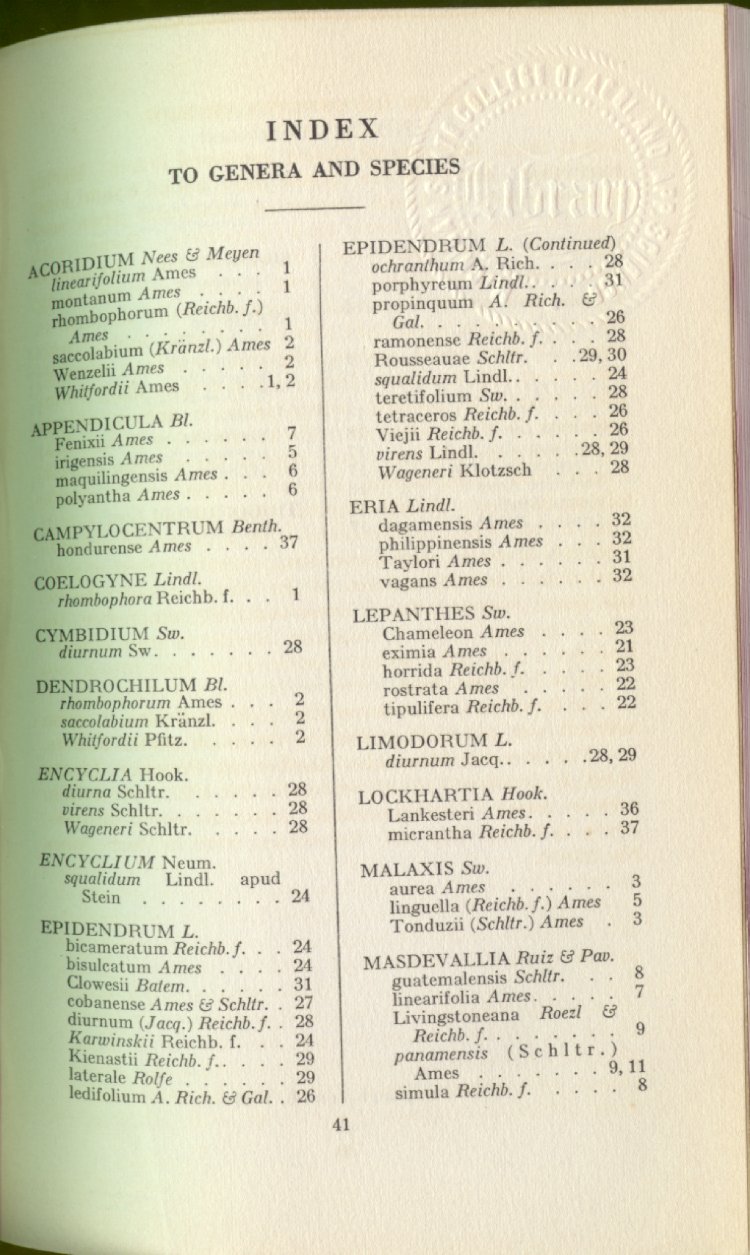 INDEX
TO GENERA AND SPECIES
ACORIDIUM Nees & Meyen
linearifolium Ames . . . 1
montanum Ames . . . . 1
rhombophorum (Reichb. f.)
Ames . . . . . . . . 1
saccolabium (Kränzl.) Ames 2
Wenzelii Ames . . . . . 2
Whitfordii Ames . . . . 1, 2
APPENDICULA Bl.
Fenixii Ames . . . . . . 7
irigensis Ames . . . . . 5
maquilingensis Ames . . . 6
polyantha Ames . . . . . 6
CAMPYLOCENTRUM Benth.
hondurense Ames . . . . 37
COELOGYNE Lindl.
rhombophora Reichb. f. . . 1
CYMBIDIUM Sw.
diurnum Sw. . . . . . . 28
DENDROCHILUM Bl.
rhombophorum Ames . . . 2
saccolabium Kränzl. . . . 2
Whitfordii Pfitz. . . . . 2
ENCYCLIA Hook.
diurna Schltr. . . . . . 28
virens Schltr. . . . . . . 28
Wageneri Schltr. . . . . 28
ENCYCLIUM Neum.
squalidum Lindl. apud
Stein . . . . . . . . 24
EPIDENDRUM L.
bicameratum Reichb. f. . . 24
bisulcatum Ames . . . . 24
Clowesii Batem. . . . . . 31
cobanense Ames & Schltr. . 27
diurnum (Jacq.) Reichb. f. . 28
Karwinskii Reichb. f. . . 24
Kienastii Reichb. f. . . . . 29
laterale Rolfe . . . . . . 29
ledifolium A. Rich. & Gal. . 26
EPIDENDRUM L. (Continued)
ochranthum A. Rich. . . . 28
porphyreum Lindl. . . . . 31
propinquum A. Rich. &
Gal. . . . . . . . . 26
ramonense Reichb. f. . . . 28
Rousseauae Schltr. . . 29, 30
squalidum Lindl. . . . . . 24
teretifolium Sw. . . . . . 28
tetraceros Reichb. f. . . . 26
Viejii Reichb. f. . . . . . 26
virens Lindl. . . . . . 28, 29
Wageneri Klotzsch . . . 28
ERIA Lindl.
dagamensis Ames . . . . 32
philippinensis Ames . . . 32
Taylori Ames . . . . . . 31
vagans Ames . . . . . . 32
LEPANTHES Sw.
Chameleon Ames . . . . 23
eximia Ames . . . . . . 21
horrida Reichb. f. . . . . 23
rostrata Ames . . . . . 22
tipulifera Reichb. f. . . . 22
LIMODORUM L.
diurnum Jacq. . . . . . 28, 29
LOCKHARTIA Hook.
Lankesteri Ames. . . . . 36
micrantha Reichb. f. . . . 37
MALAXIS Sw.
aurea Ames . . . . . . 3
linguella (Reichb. f.) Ames 5
Tonduzii (Schltr.) Ames . 3
MASDEVALLIA Ruiz & Pav.
guatemalensis Schltr. . . 8
linearifolia Ames. . . . . 7
Livingstoneana Roezl &
Reichb. f. . . . . . . . 9
panamensis (Schltr.)
Ames . . . . . . . 9, 11
simula Reichb. f. . . . . 8
41